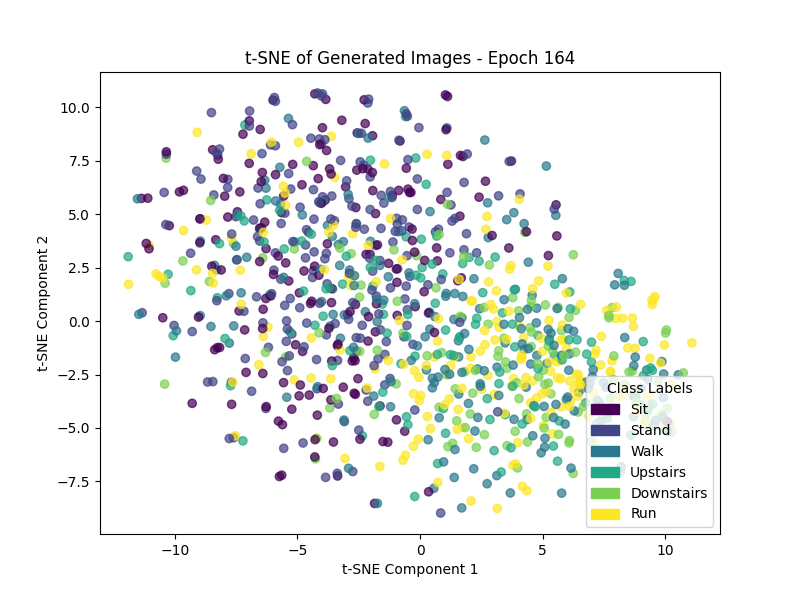 t-SNE of Generated Images - Epoch 164
t-SNE Component 2
10.0
7.5
5.0
2.5
0.0
−2.5
−5.0
−7.5
Class Labels
Sit
Stand
Walk
Upstairs
Downstairs
Run
−10
−5
0
5
10
t-SNE Component 1